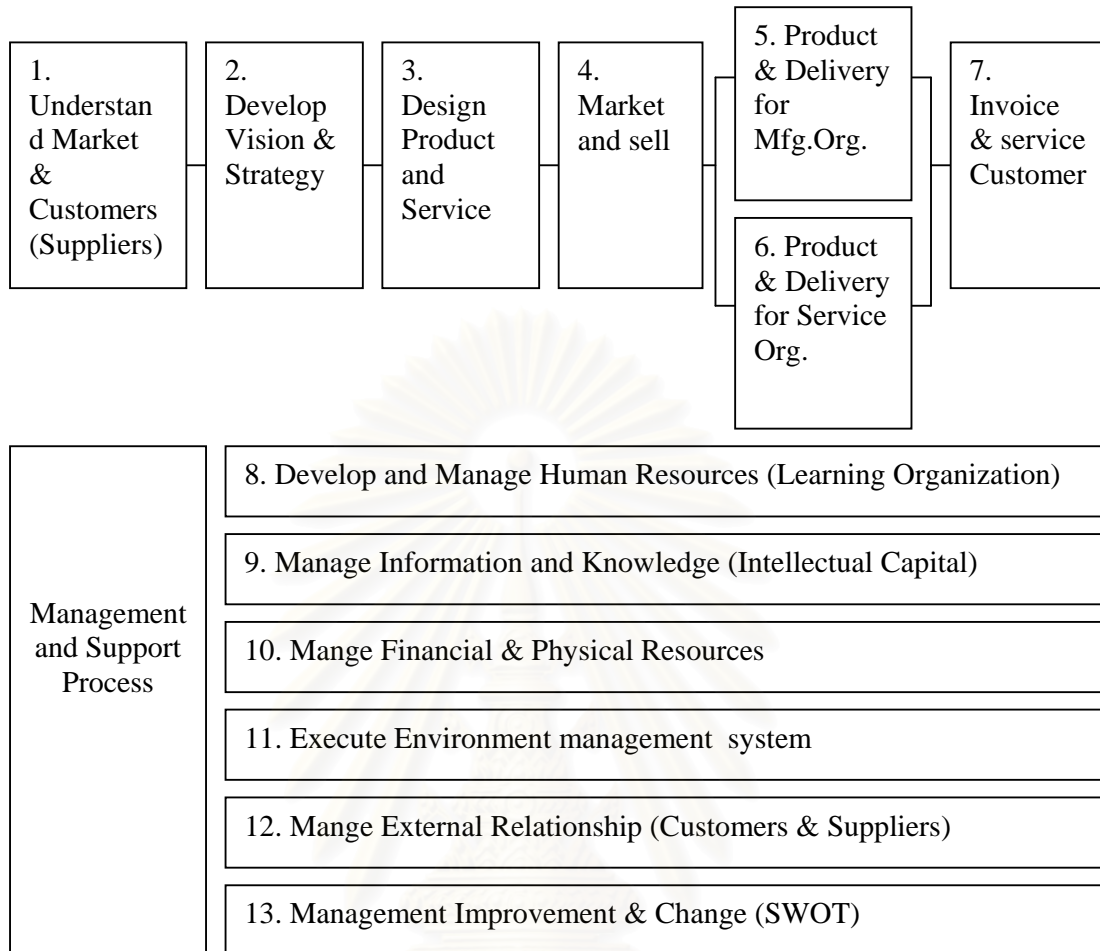 1.
Understan
d Market
&
Customers
(Suppliers)
2.
Develop
Vision &
Strategy
3.
Design
Product
and
Service
4.
Market
and sell
5. Product
& Delivery
for
Mfg.Org.
6. Product
& Delivery
for Service
Org.
7.
Invoice
& service
Customer
Management
and Support
Process
8. Develop and Manage Human Resources (Learning Organization)
9. Manage Information and Knowledge (Intellectual Capital)
10. Mange Financial & Physical Resources
11. Execute Environment management  system
12. Mange External Relationship (Customers & Suppliers)
13. Management Improvement & Change (SWOT)